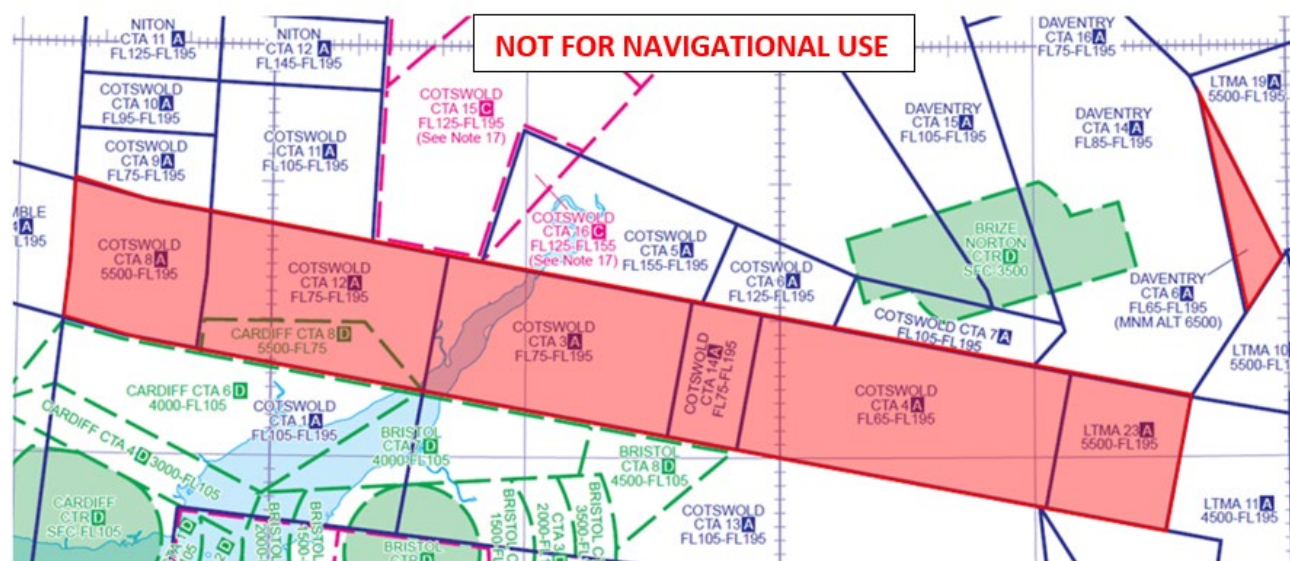 NITON
CTA 11 A
FL125-FL195
NITON
CTA 12 A
FL145-FL195
NOT FOR NAVIGATIONAL USE
DAVENTRY
CTA 16 A
FL75-FL195
LTMA 19 A
5500-FL195
COTSWOLD
CTA 10 A
FL95-FL195
COTSWOLD
CTA 15 C
FL125-FL195
(See Note 17)
DAVENTRY
CTA 15 A
FL105-FL195
DAVENTRY
CTA 14 A
FL85-FL195
COTSWOLD
CTA 9 A
FL75-FL195
COTSWOLD
CTA 11 A
FL105-FL195
COTSWOLD
CTA 16 C
FL125-FL155
(See Note 17)
COTSWOLD
CTA 5 A
FL155-FL195
BRIZE
NORTON
CTR D
SFC-3500
COTSWOLD
CTA 8 A
5500-FL195
COTSWOLD
CTA 12 A
FL75-FL195
COTSWOLD
CTA 6 A
FL125-FL195
DAVENTRY
CTA 6 A
FL65-FL195
(MNM ALT 6500)
CARDIFF CTA 8 D
5500-FL75
COTSWOLD
CTA 3 A
FL75-FL195
COTSWOLD
CTA 14 A
FL75-FL195
COTSWOLD CTA 7 A
FL105-FL195
LTMA 10
CARDIFF CTA 6 D
4000-FL105
COTSWOLD
CTA 1 A
FL105-FL195
COTSWOLD
CTA 4 A
FL65-FL195
LTMA 23 A
5500-FL195
CARDIFF CTA 4 D 3000-FL105
BRISTOL
4000-FL105
BRISTOL
CTA 8 D
4500-FL105
CARDIFF
CTR D
SFC-FL105
COTSWOLD
CTA 13 A
FL105-FL195
LTMA 11 A
4500-FL195
BRISTOL
BRISTOL
BRISTOL
CTR D